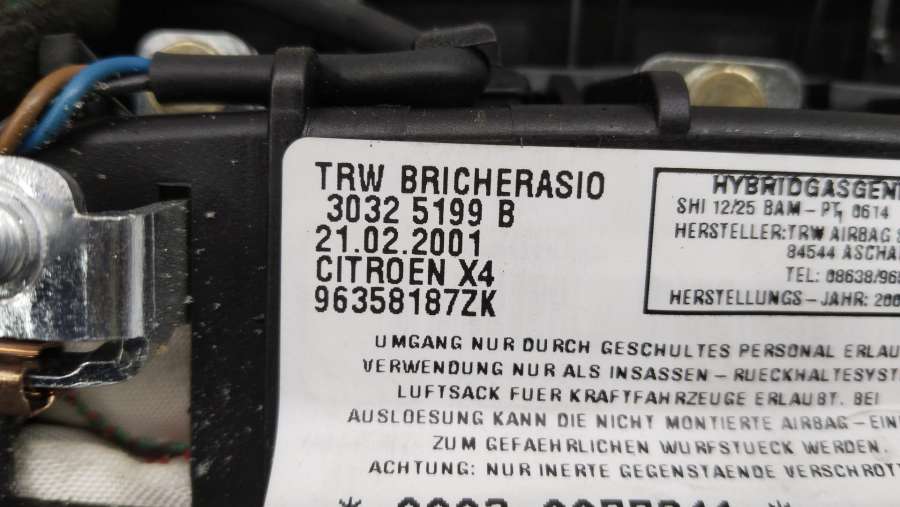 TRW BRICHERASIO
3032 5199 B
21.02.2001
CITROEN X4
96358187ZK
HYBRIDGASGENE
SHI 12/25 BAM-PT, 0614
HERSTELLER:TRW AIRBAG
84544 ASCHA
TEL: 08638/968
HERSTELLUNGS-JAHR: 200
UMGANG NUR DURCH GESCHULTES PERSONAL ERLAU
VERWENDUNG NUR ALS INSASSEN-RUECKHALTESYST
LUFTSACK FUER KRAFTFAHRZEUGE ERLAUBT. BEI
AUSLOESUNG KANN DIE NICHT MONTIERTE AIRBAG-EIN
ZUM GEFAEHRLICHEN WURFSTUECK WERDEN.
ACHTUNG: NUR INERTE GEGENSTAENDE VERSCHROTT